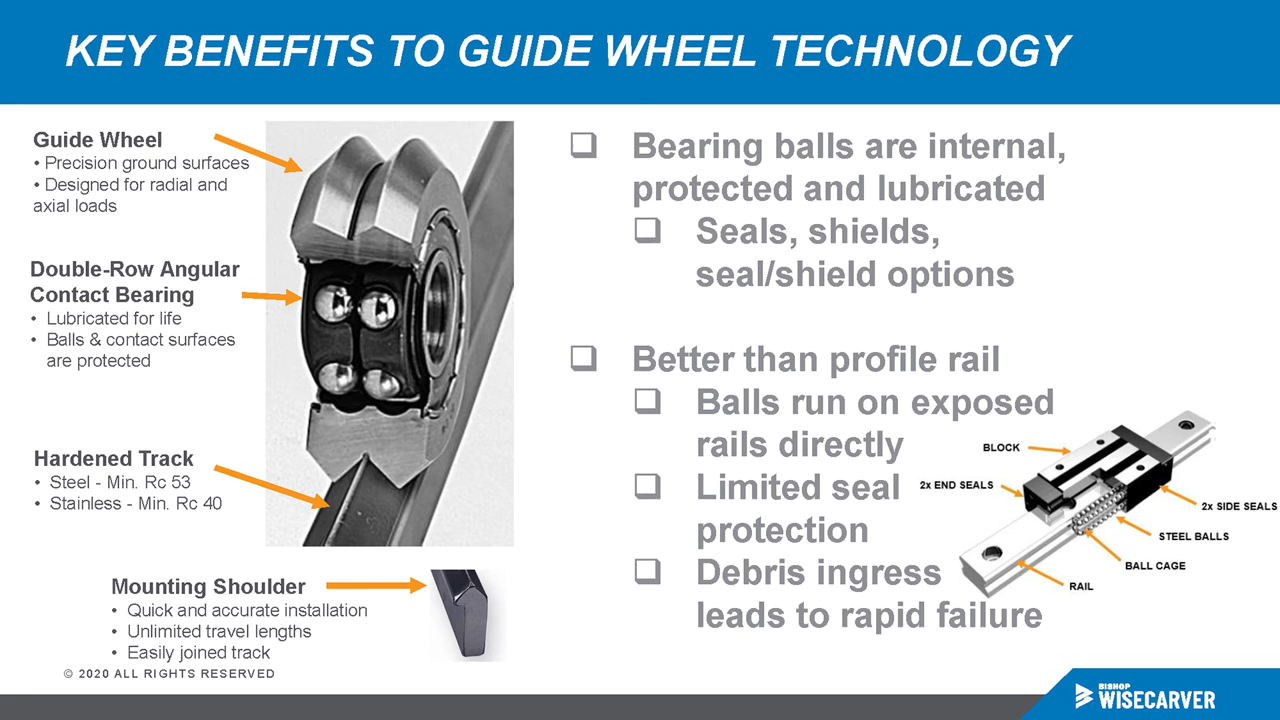 KEY BENEFITS TO GUIDE WHEEL TECHNOLOGY
Guide Wheel
• Precision ground surfaces
• Designed for radial and
axial loads
Double-Row Angular
Contact Bearing
• Lubricated for life
• Balls & contact surfaces
are protected
Hardened Track
• Steel - Min. Rc 53
• Stainless - Min. Rc 40
Mounting Shoulder
• Quick and accurate installation
• Unlimited travel lengths
• Easily joined track
❑ Bearing balls are internal,
protected and lubricated
❑ Seals, shields,
seal/shield options
❑ Better than profile rail
❑ Balls run on exposed
rails directly
❑ Limited seal
protection
❑ Debris ingress
leads to rapid failure
BLOCK
2x END SEALS
2x SIDE SEALS
STEEL BALLS
BALL CAGE
RAIL
© 2020 ALL RIGHTS RESERVED
BISHOP
WISECARVER